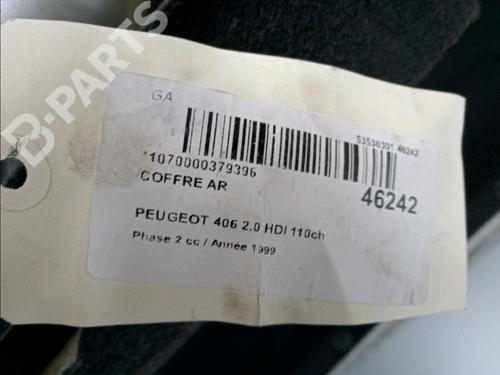 B-PARTS
GA
53530301 46242
*1070000379396
COFFRE AR
46242
PEUGEOT 406 2.0 HDI 110ch
Phase 2 cc / Année 1999